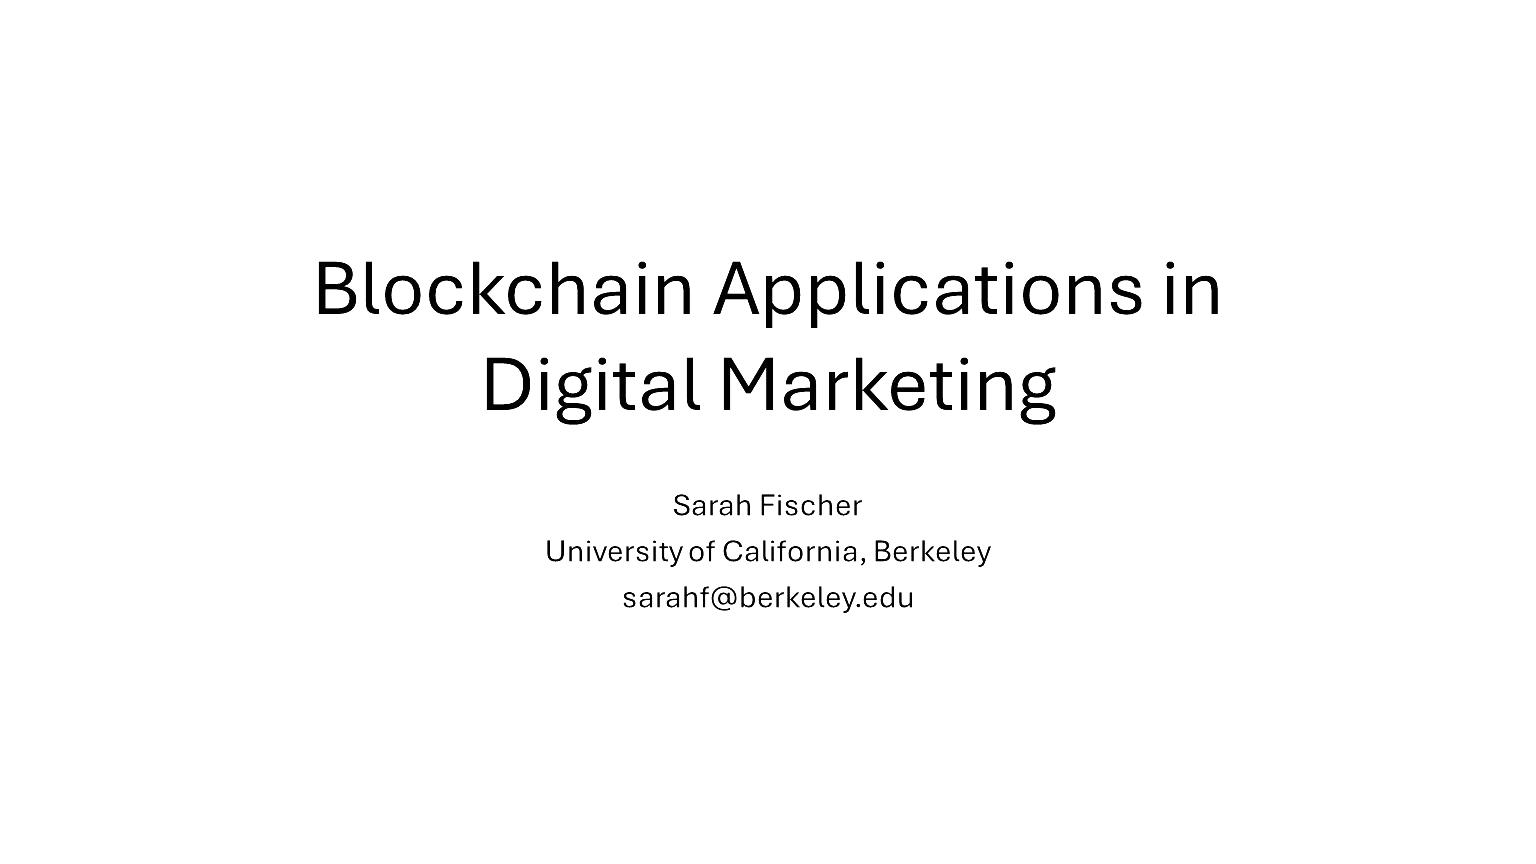 Blockchain Applications in
Digital Marketing
Sarah Fischer
University of California, Berkeley
sarahf@berkeley.edu